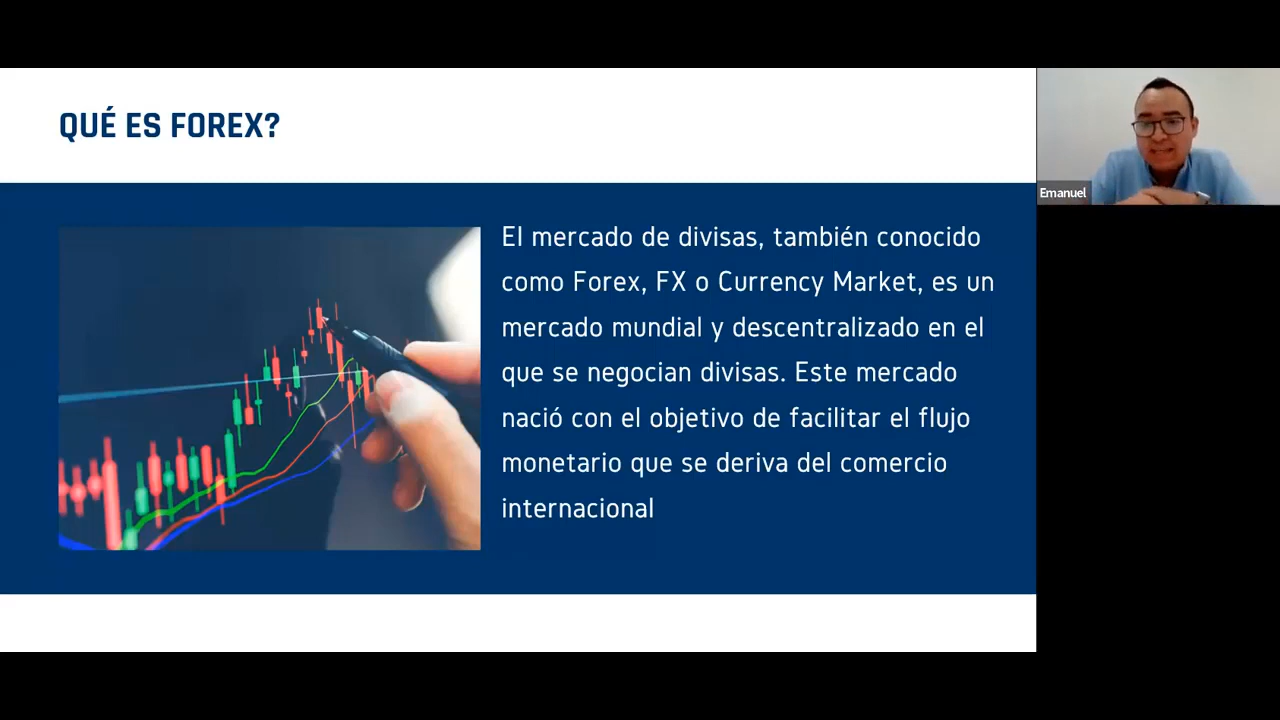 QUÉ ES FOREX?
El mercado de divisas, también conocido
como Forex, FX o Currency Market, es un
mercado mundial y descentralizado en el
que se negocian divisas. Este mercado
nació con el objetivo de facilitar el flujo
monetario que se deriva del comercio
internacional
Emanuel